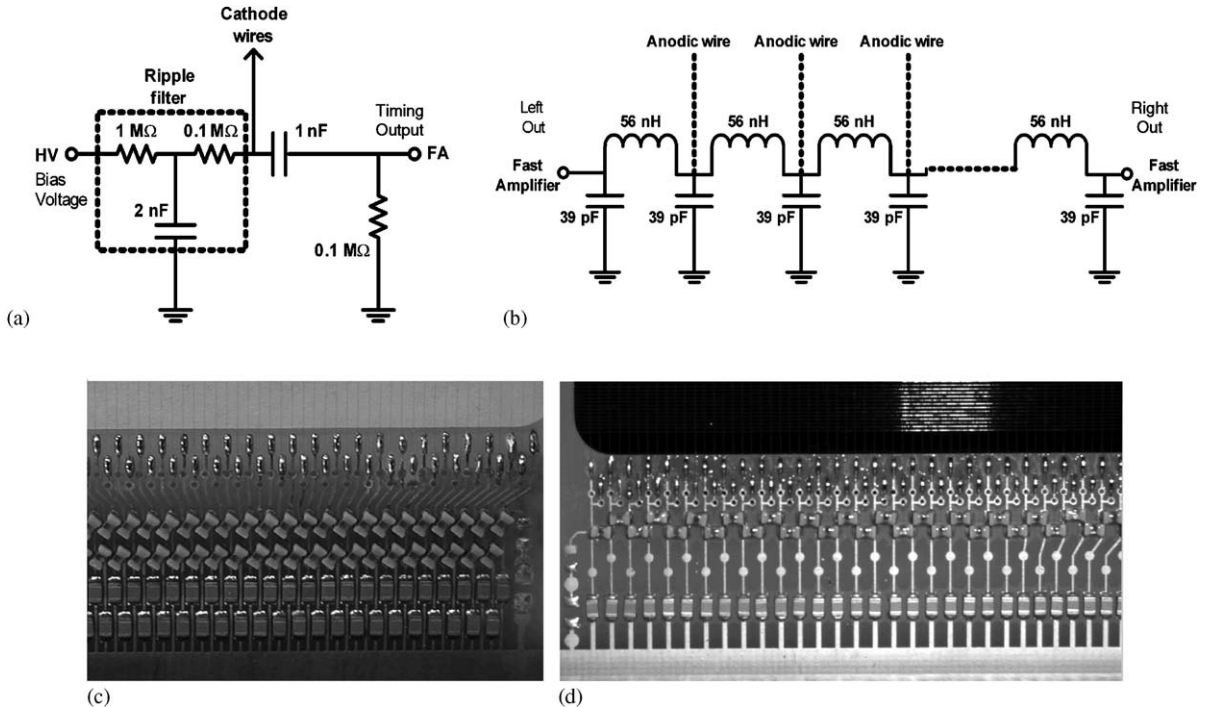 Cathode
wires
Ripple
filter
1 MΩ
0.1 MΩ
1 nF
Timing
Output
HV
FA
Bias
Voltage
2 nF
0.1 MΩ
(a)
Anodic wire
Anodic wire
Anodic wire
Left
Out
56 nH
56 nH
56 nH
56 nH
Right
Out
Fast
Amplifier
Fast
Amplifier
39 pF
39 pF
39 pF
39 pF
39 pF
(b)
(c)
(d)